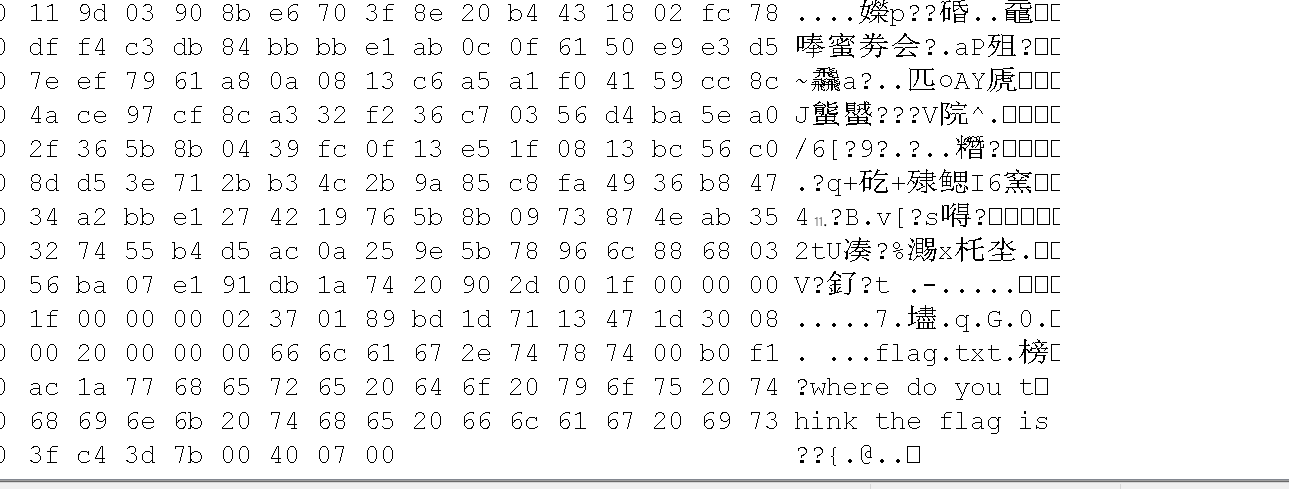 0 11 9d 03 90 8b e6 70 3f 8e 20 b4 43 18 02 fc 78 ....嬫p??碈..鼀□□
0 df f4 c3 db 84 bb bb e1 ab 0c 0f 61 50 e9 e3 d5 唪蜜劵会?.aP殂?□□
0 7e ef 79 61 a8 0a 08 13 c6 a5 a1 f0 41 59 cc 8c ~飝a?..匹○AY虒□□□
0 4a ce 97 cf 8c a3 32 f2 36 c7 03 56 d4 ba 5e a0 J螚蠈???V院^.□□□□
0 2f 36 5b 8b 04 39 fc 0f 13 e5 1f 08 13 bc 56 c0 /6[?9?.?..糣?□□□□
0 8d d5 3e 71 2b b3 4c 2b 9a 85 c8 fa 49 36 b8 47 .?q+矻+殔鳃I6窯□□
0 34 a2 bb e1 27 42 19 76 5b 8b 09 73 87 4e ab 35 4⒒?B.v[?s嘚?□□□□□
0 32 74 55 b4 d5 ac 0a 25 9e 5b 78 96 6c 88 68 03 2tU凑?%瀃x杔坔.□□
0 56 ba 07 e1 91 db 1a 74 20 90 2d 00 1f 00 00 00 V?釕?t .-.....□□□
0 1f 00 00 00 02 37 01 89 bd 1d 71 13 47 1d 30 08 .....7.壗.q.G.0.□
0 00 20 00 00 00 66 6c 61 67 2e 74 78 74 00 b0 f1 . ...flag.txt.榜□
0 ac 1a 77 68 65 72 65 20 64 6f 20 79 6f 75 20 74 ?where do you t□
0 68 69 6e 6b 20 74 68 65 20 66 6c 61 67 20 69 73 hink the flag is
0 3f c4 3d 7b 00 40 07 00 ??{.@..□